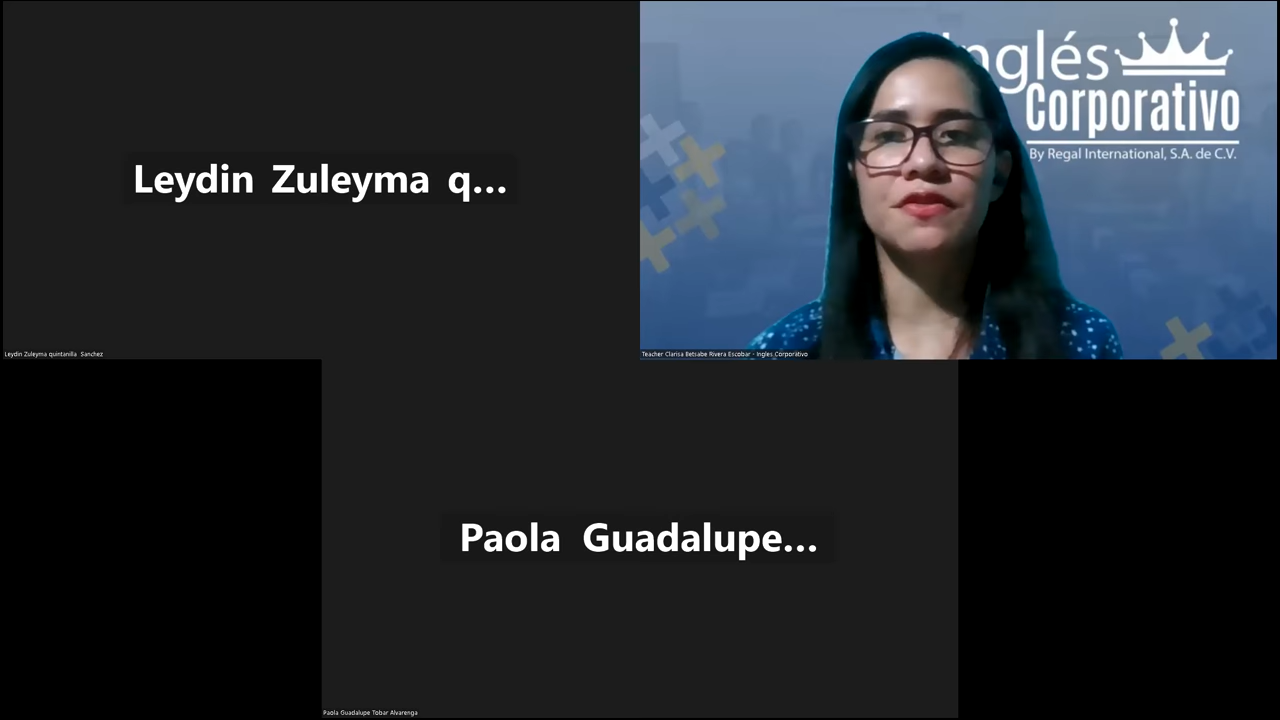 Leydin Zuleyma q...
Leydin Zuleyma quintanilla Sanchez
Inglés
Corporativo
By Regal International, S.A. de C.V.
Teacher Clarisa Betsabe Rivera Escobar - Ingles Corporativo
Paola Guadalupe...
Paola Guadalupe Tobar Alvarenga